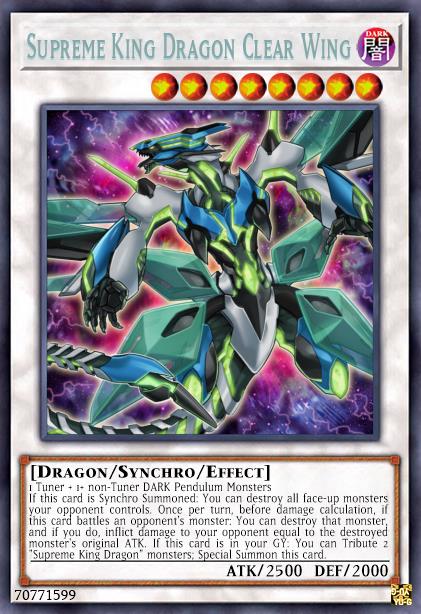 SUPREME KING DRAGON CLEAR WING
DARK
闇
[DRAGON/SYNCHRO/EFFECT]
1 Tuner + 1+ non-Tuner DARK Pendulum Monsters
If this card is Synchro Summoned: You can destroy all face-up monsters
your opponent controls. Once per turn, before damage calculation, if
this card battles an opponent's monster: You can destroy that monster,
and if you do, inflict damage to your opponent equal to the destroyed
monster's original ATK. If this card is in your GY: You can Tribute 2
"Supreme King Dragon" monsters; Special Summon this card.
ATK/2500 DEF/2000
70771599